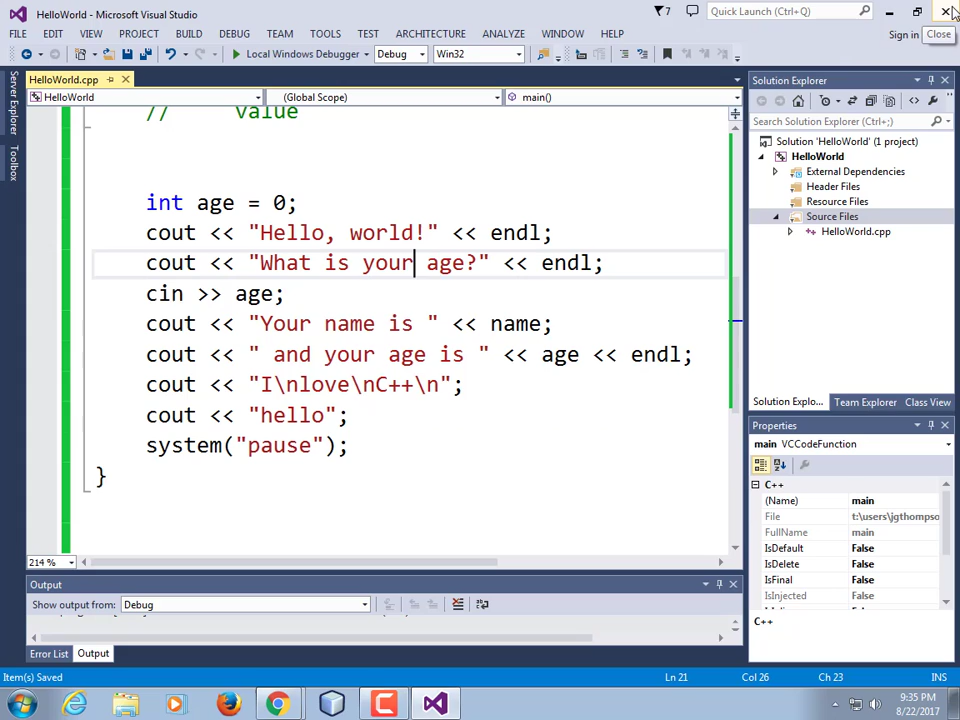 HelloWorld - Microsoft Visual Studio
7
Quick Launch (Ctrl+Q)
FILE EDIT VIEW PROJECT BUILD DEBUG TEAM TOOLS TEST ARCHITECTURE ANALYZE WINDOW HELP
Sign in
Close
Local Windows Debugger Debug Win32
Server Explorer
Toolbox
HelloWorld.cpp
HelloWorld (Global Scope) main()
// value
int age = 0;
cout << "Hello, world!" << endl;
cout << "What is your age?" << endl;
cin >> age;
cout << "Your name is " << name;
cout << " and your age is " << age << endl;
cout << "I\nlove\nC++\n";
cout << "hello";
system("pause");
}
214 %
Output
Show output from: Debug
Error List Output
Solution Explorer
Search Solution Explorer (Ctrl+;)
Solution 'HelloWorld' (1 project)
HelloWorld
External Dependencies
Header Files
Resource Files
Source Files
HelloWorld.cpp
Solution Explo... Team Explorer Class View
Properties
main VCCodeFunction
C++
(Name) main
File t:\users\jgthompso
FullName main
IsDefault False
IsDelete False
IsFinal False
IsInjected False
C++
Item(s) Saved
Ln 21 Col 26 Ch 23 INS
9:35 PM
8/22/2017